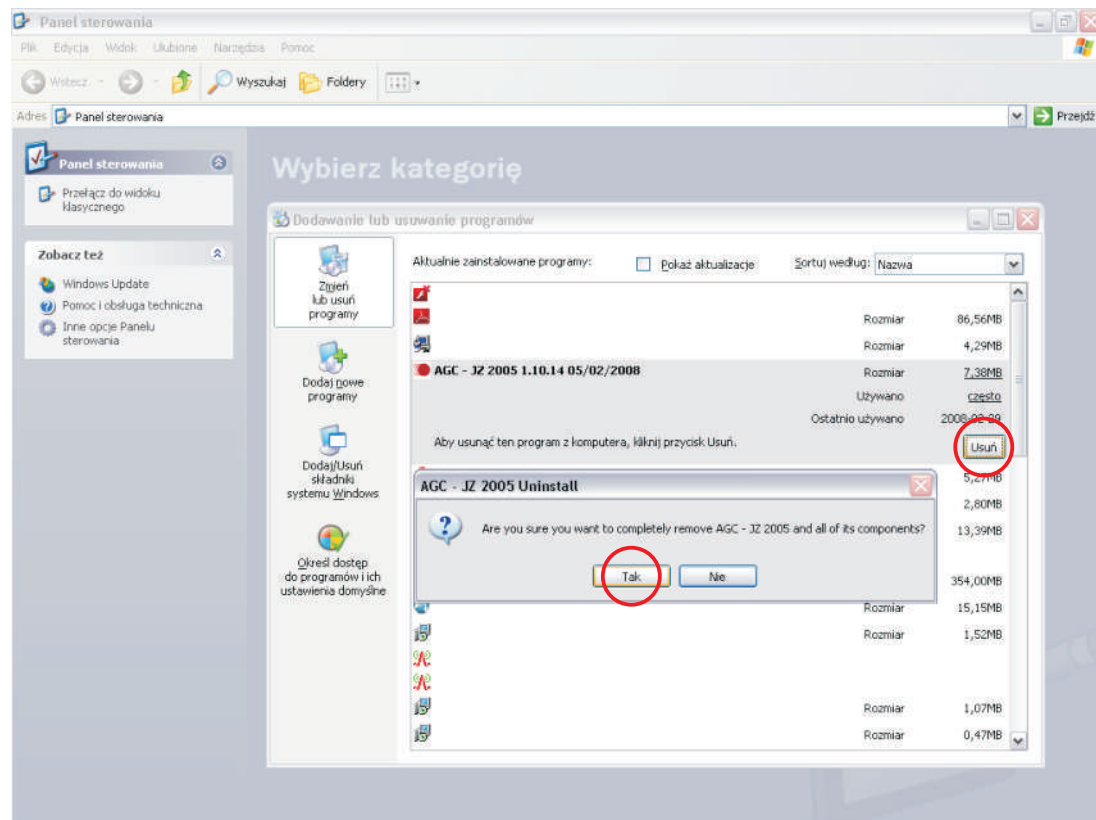 Panel sterowania
Plik Edycja Widok Ulubione Narzędzia Pomoc
Wstecz Wyszukaj Foldery
Adres Panel sterowania Przejdź
Panel sterowania
Przełącz do widoku
klasycznego
Zobacz też
Windows Update
Pomoc i obsługa techniczna
Inne opcje Panelu
sterowania
Wybierz kategorię
Dodawanie lub usuwanie programów
Zmień
lub usuń
programy
Dodaj nowe
programy
Dodaj/Usuń
składniki
systemu Windows
Określ dostęp
do programów i ich
ustawienia domyślne
Aktualnie zainstalowane programy: Pokaż aktualizacje Sortuj według: Nazwa
Rozmiar 86,56MB
Rozmiar 4,29MB
AGC - JZ 2005 1.10.14 05/02/2008 Rozmiar 7,38MB
Używano często
Ostatnio używano 2008-02-29
Aby usunąć ten program z komputera, kliknij przycisk Usuń. Usuń
5,27MB
2,80MB
13,39MB
AGC - JZ 2005 Uninstall
Are you sure you want to completely remove AGC - JZ 2005 and all of its components?
Tak Nie
354,00MB
Rozmiar 15,15MB
Rozmiar 1,52MB
Rozmiar 1,07MB
Rozmiar 0,47MB